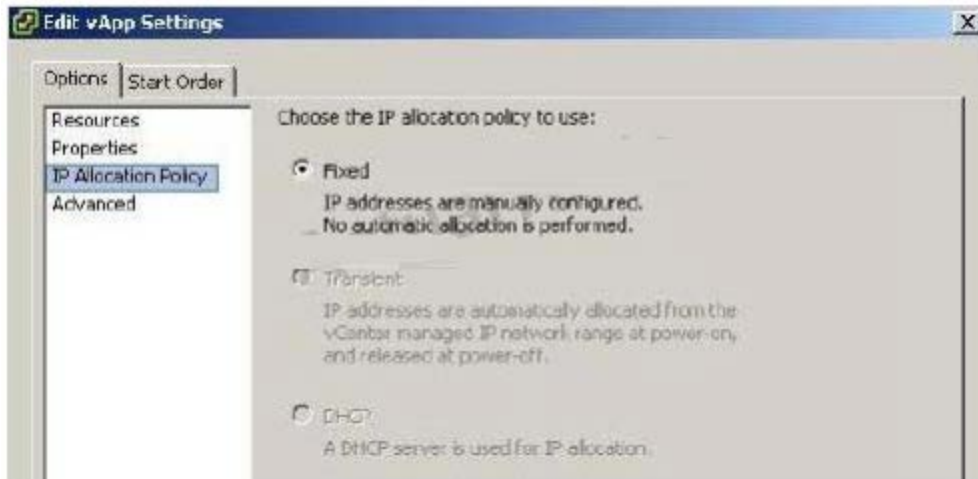 Edit vApp Settings
Options
Start Order
Resources
Properties
IP Allocation Policy
Advanced
Choose the IP allocation policy to use:
Fixed
IP addresses are manually configured.
No automatic allocation is performed.
Transient
IP addresses are automatically allocated from the
vCenter managed IP network range at power-on,
and released at power-off.
DHCP
A DHCP server is used for IP allocation.